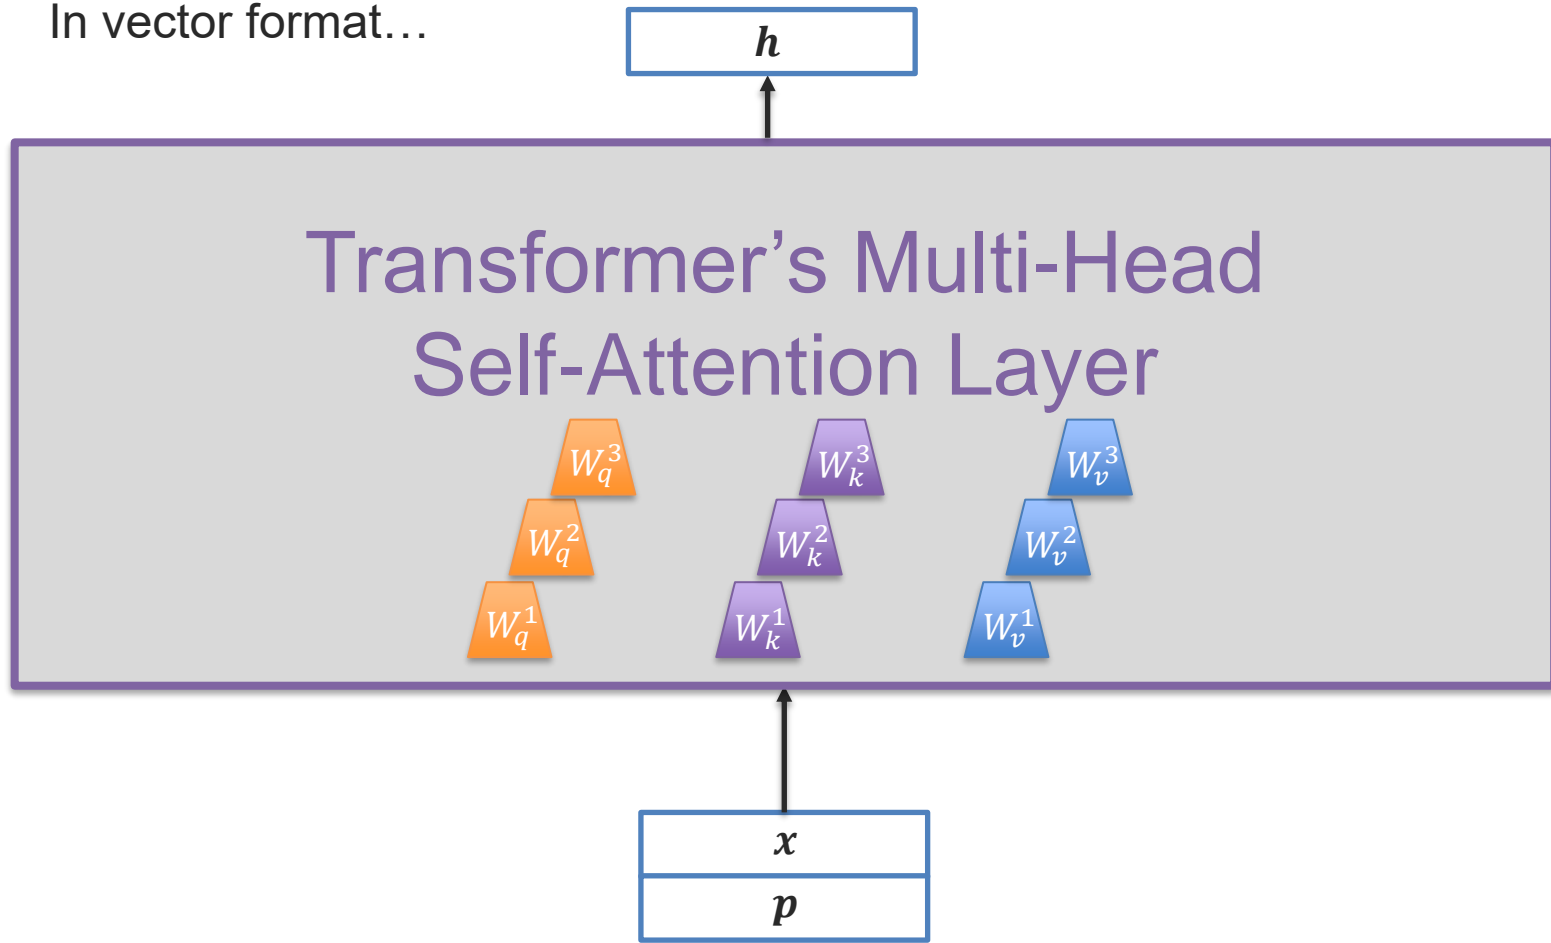 In vector format…
h
Transformer’s Multi-Head
Self-Attention Layer
W_q^3 W_k^3 W_v^3
W_q^2 W_k^2 W_v^2
W_q^1 W_k^1 W_v^1
x
p